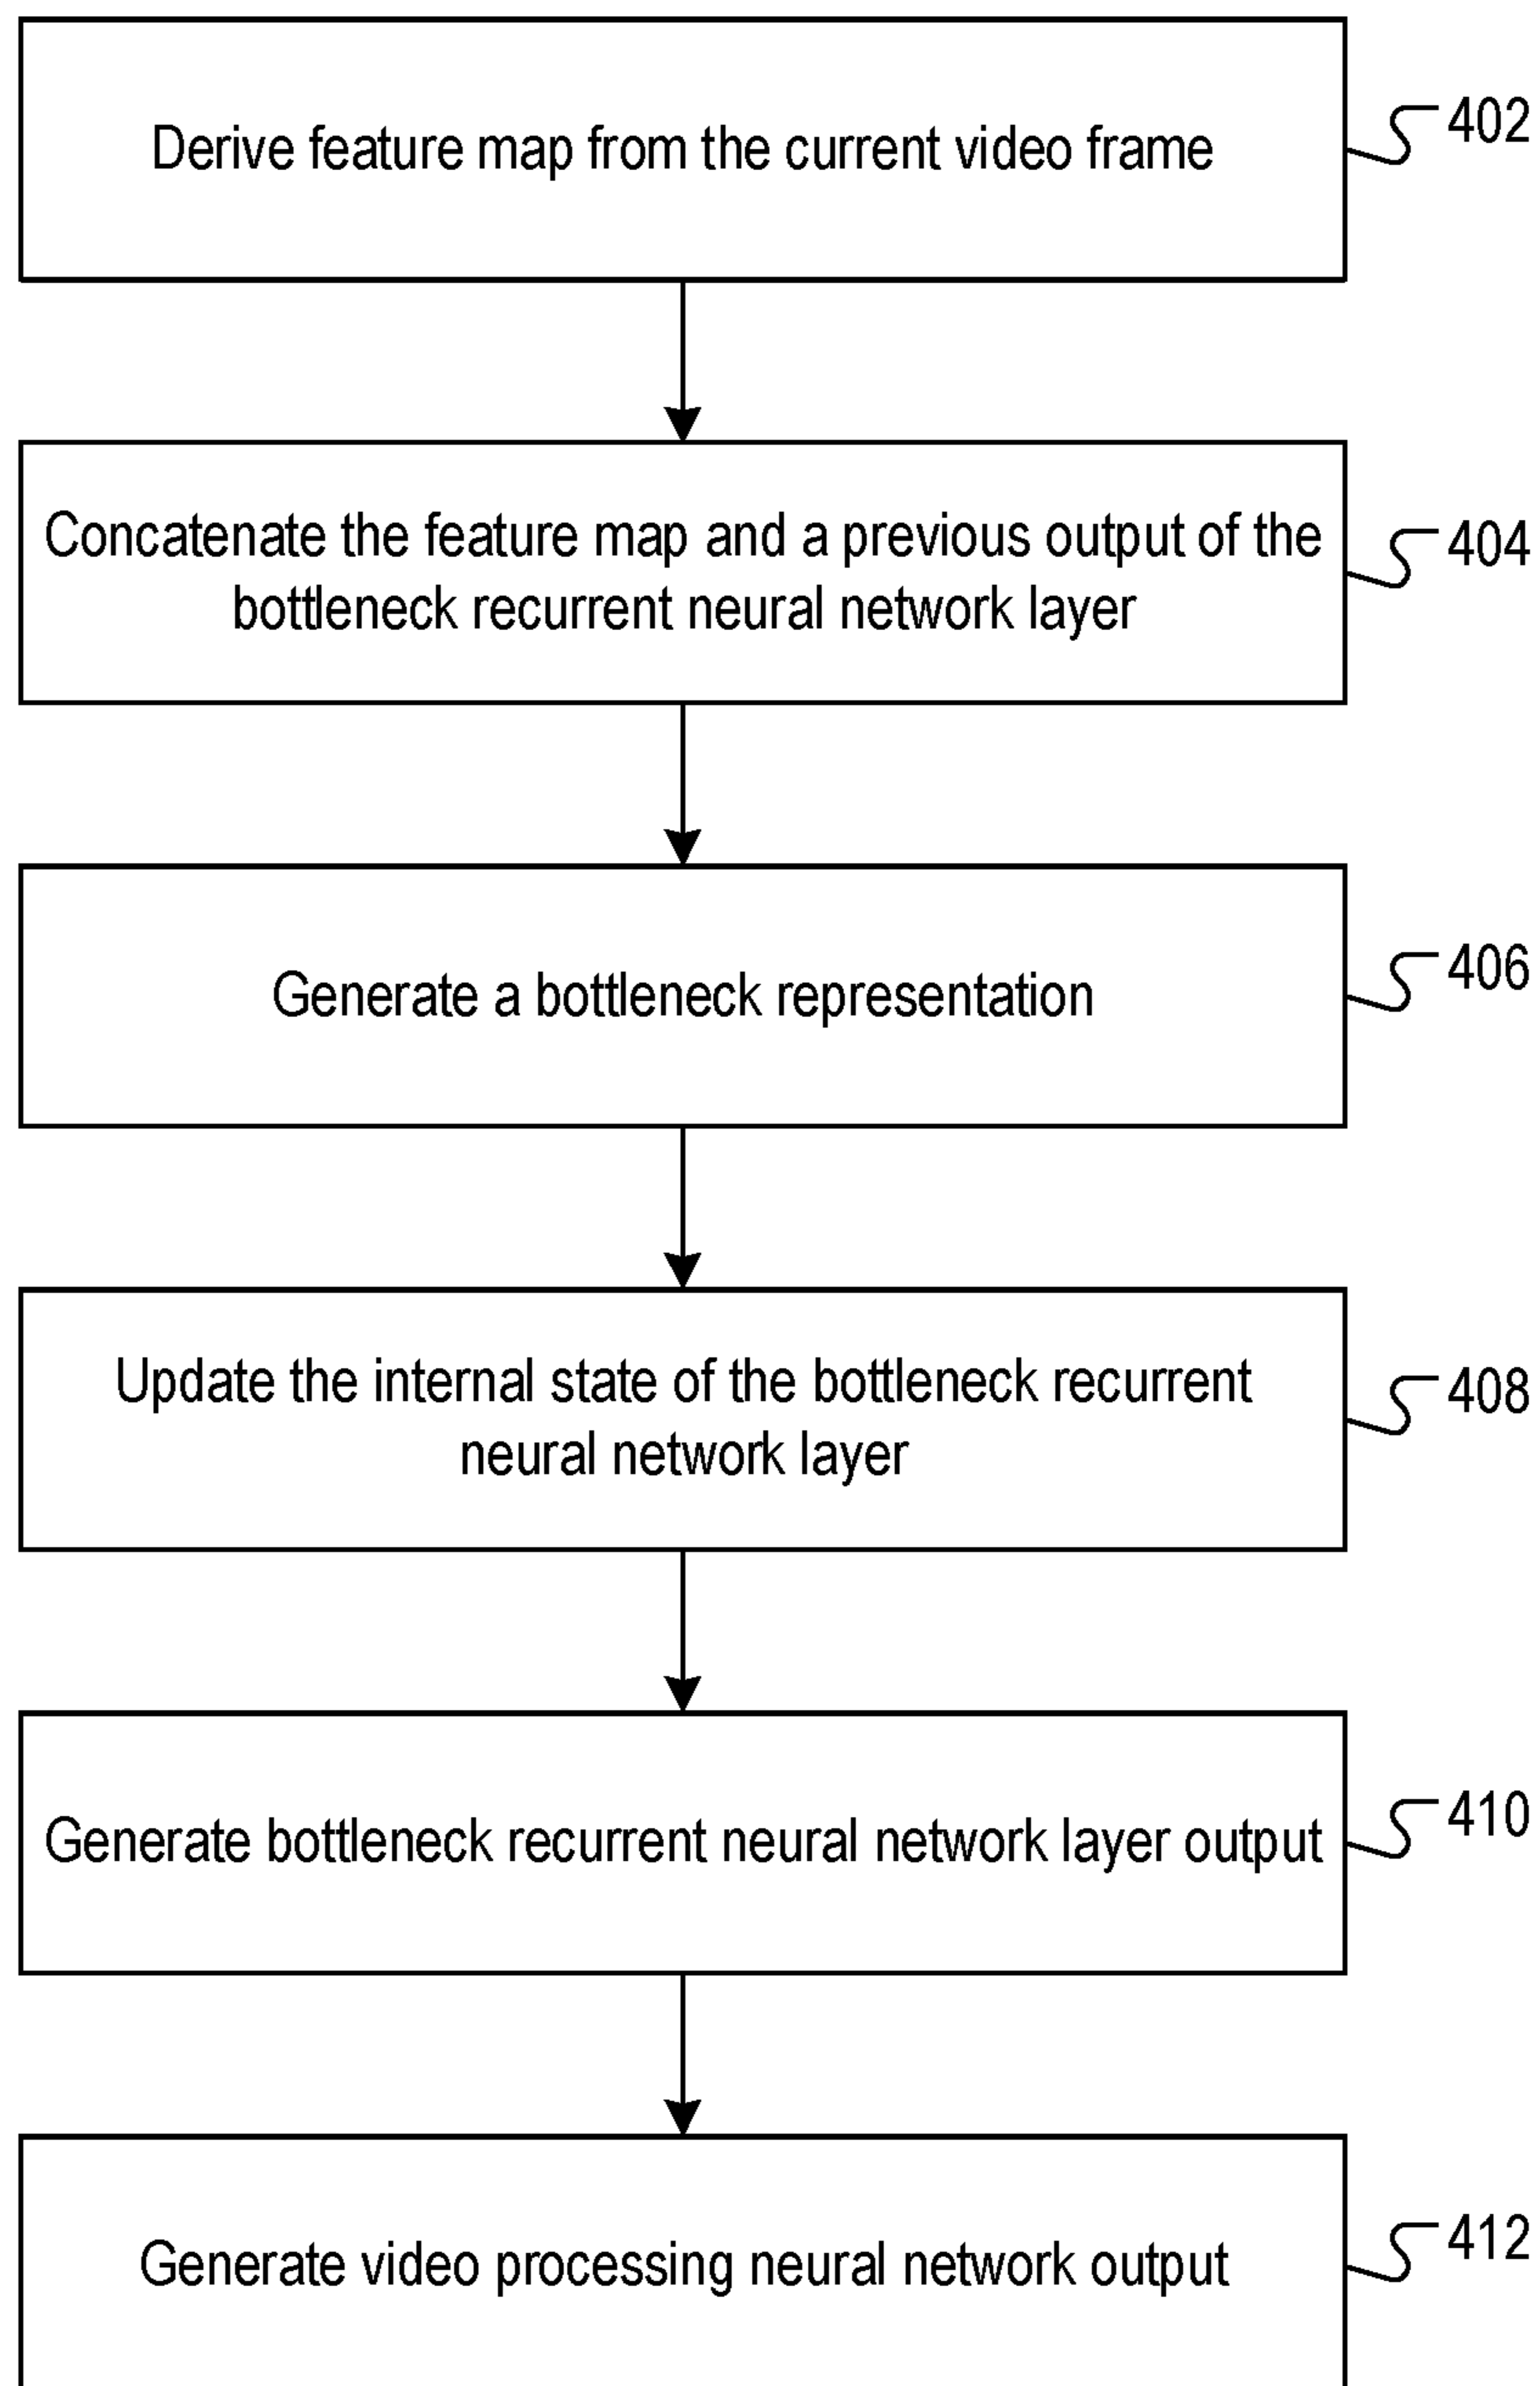 Derive feature map from the current video frame
402
Concatenate the feature map and a previous output of the
bottleneck recurrent neural network layer
404
Generate a bottleneck representation
406
Update the internal state of the bottleneck recurrent
neural network layer
408
Generate bottleneck recurrent neural network layer output
410
Generate video processing neural network output
412